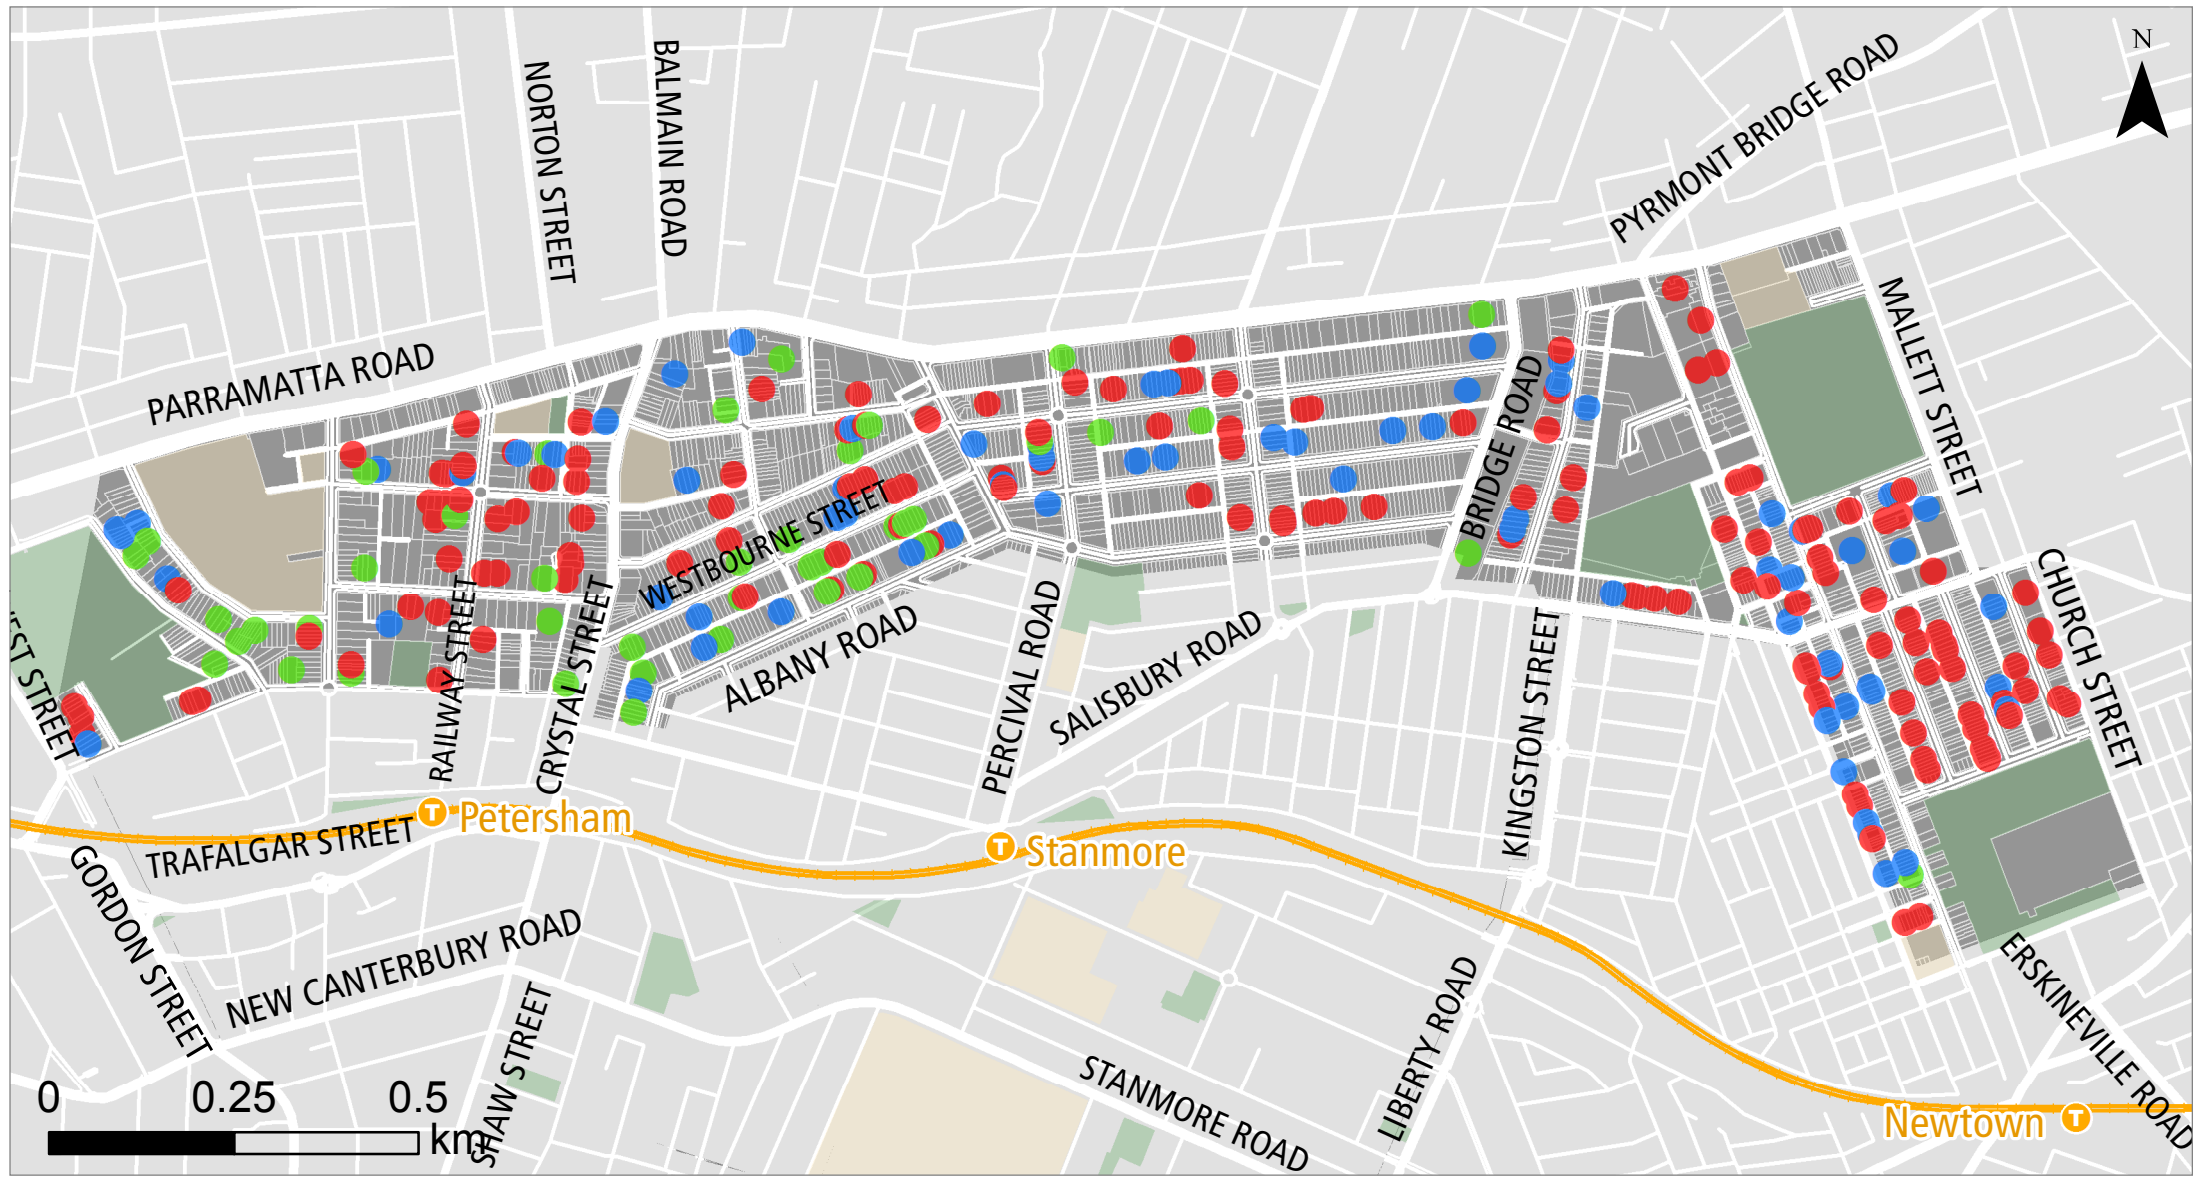 N
NORTON STREET
BALMAIN ROAD
PYRMONT BRIDGE ROAD
PARRAMATTA ROAD
MALLETT STREET
BRIDGE ROAD
WESTBOURNE STREET
CHURCH STREET
EST STREET
RAILWAY STREET
CRYSTAL STREET
ALBANY ROAD
PERCIVAL ROAD
SALISBURY ROAD
KINGSTON STREET
T Petersham
TRAFALGAR STREET
T Stanmore
GORDON STREET
NEW CANTERBURY ROAD
SHAW STREET
LIBERTY ROAD
STANMORE ROAD
ERSKINEVILLE ROAD
Newtown T
0 0.25 0.5
km